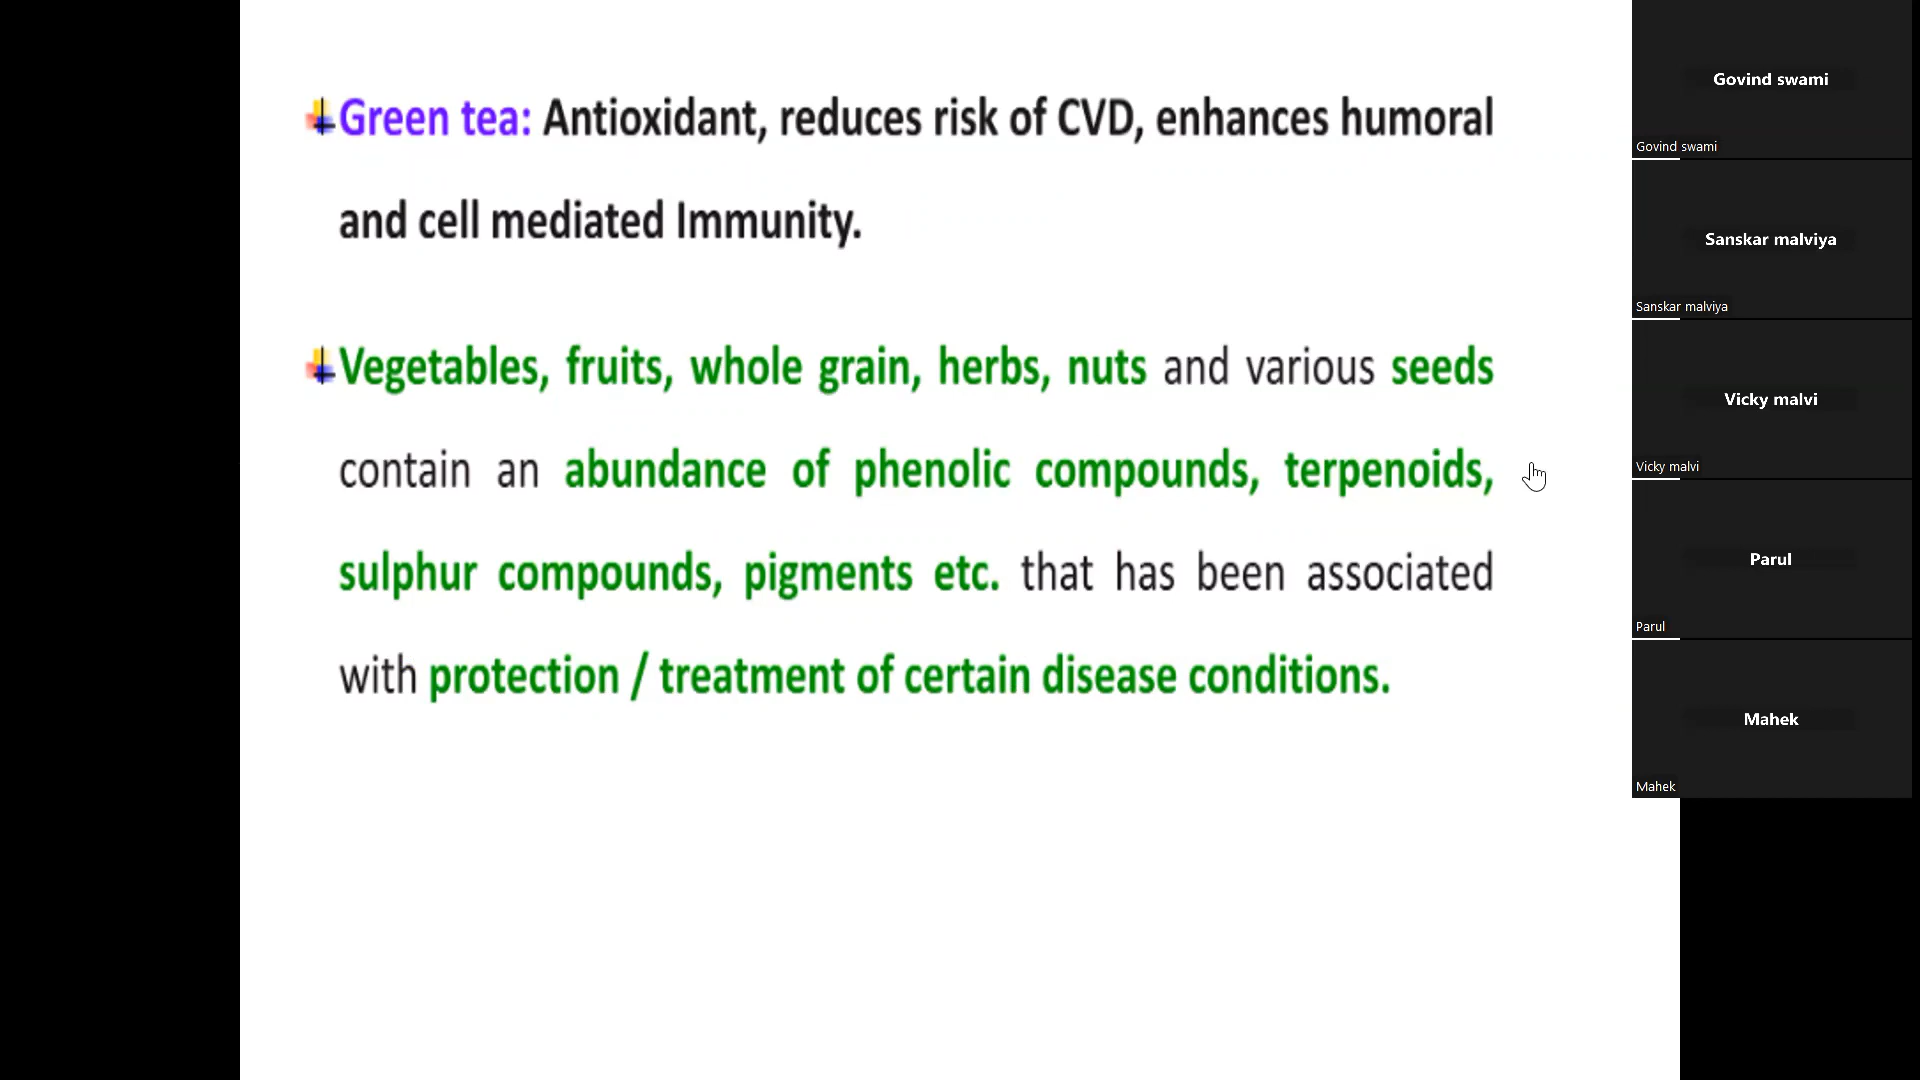 Green tea: Antioxidant, reduces risk of CVD, enhances humoral
and cell mediated Immunity.
Vegetables, fruits, whole grain, herbs, nuts and various seeds
contain an abundance of phenolic compounds, terpenoids,
sulphur compounds, pigments etc. that has been associated
with protection / treatment of certain disease conditions.
Govind swami
Govind swami
Sanskar malviya
Sanskar malviya
Vicky malvi
Vicky malvi
Parul
Parul
Mahek
Mahek